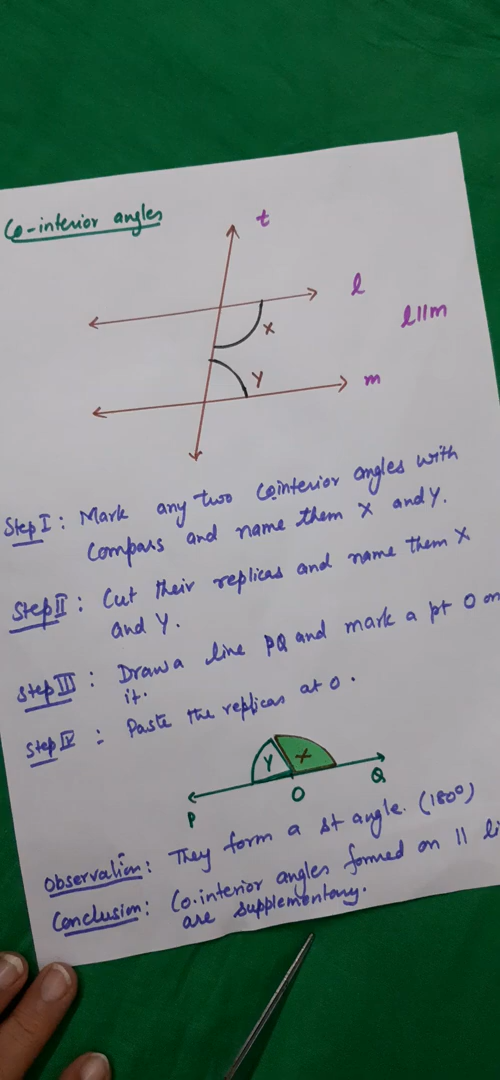 Co-interior angles
t
l
l||m
X
Y
m
Step I : Mark any two Cointerior angles with
Compass and name them X and Y.
Step II : Cut their replicas and name them X
and Y.
Step III : Draw a line PQ and mark a pt O on
it.
Step IV : Paste the replicas at O.
Y X
P O Q
Observation : They form a st angle. (180°)
Conclusion : Co-interior angles formed on ||
are supplementary.